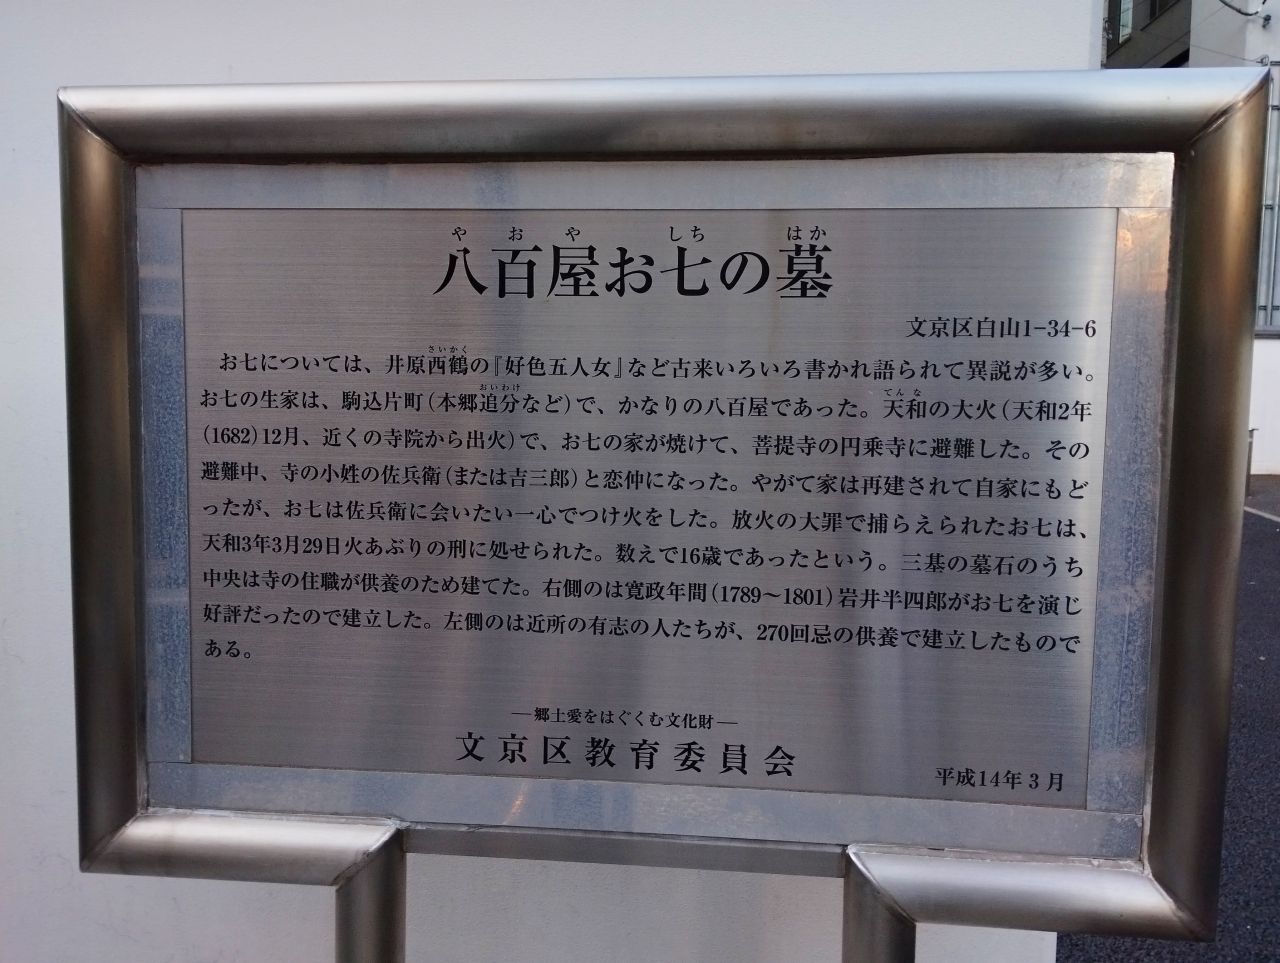 八百屋お七の墓
文京区白山1-34-6
お七については、井原西鶴の『好色五人女』など古来いろいろ書かれ語られて異説が多い。
お七の生家は、駒込片町（本郷追分など）で、かなりの八百屋であった。天和の大火（天和2年
(1682)12月、近くの寺院から出火）で、お七の家が焼けて、菩提寺の円乗寺に避難した。その
避難中、寺の小姓の佐兵衛（または吉三郎）と恋仲になった。やがて家は再建されて自家にもど
ったが、お七は佐兵衛に会いたい一心でつけ火をした。放火の大罪で捕らえられたお七は、
天和3年3月29日火あぶりの刑に処せられた。数えで16歳であったという。三基の墓石のうち
中央は寺の住職が供養のため建てた。右側のは寛政年間（1789〜1801）岩井半四郎がお七を演じ
好評だったので建立した。左側のは近所の有志の人たちが、270回忌の供養で建立したもので
ある。
―郷土愛をはぐくむ文化財―
文京区教育委員会
平成14年3月